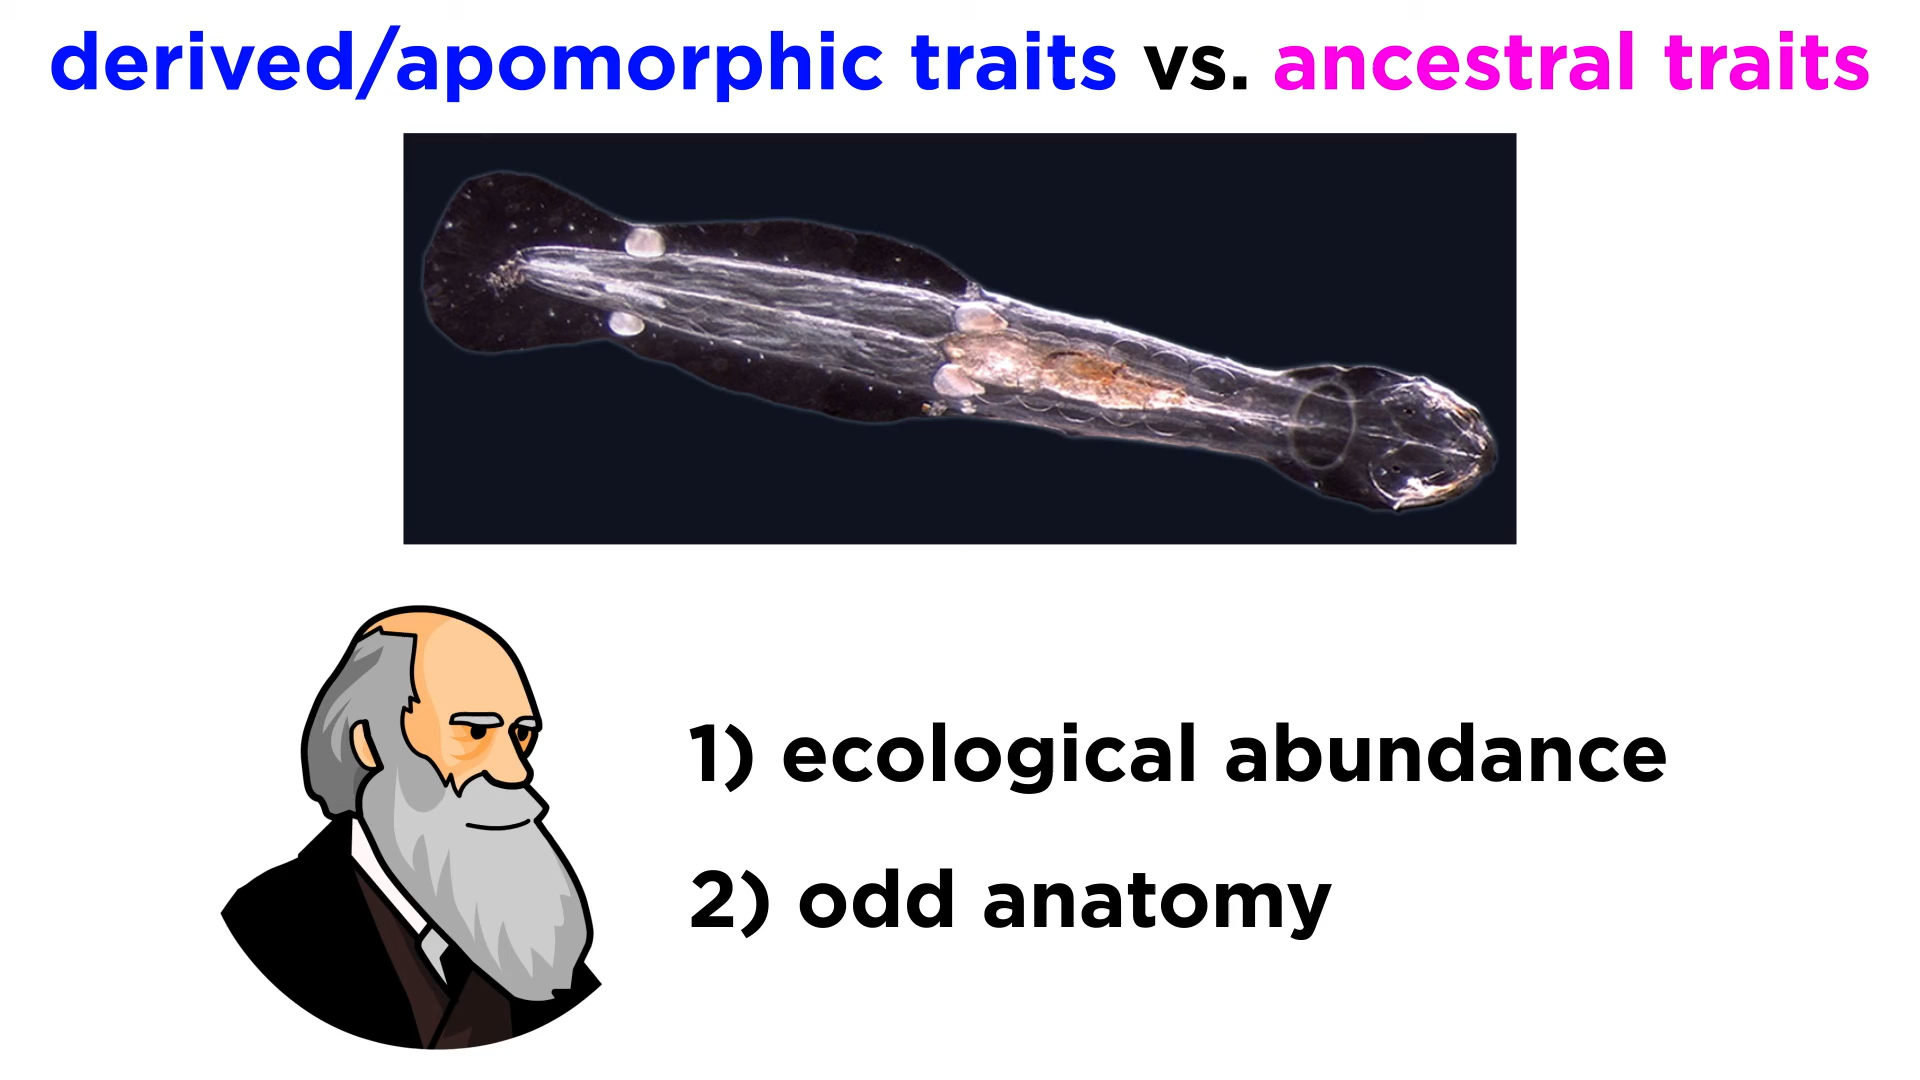 derived/apomorphic traits vs. ancestral traits
1) ecological abundance
2) odd anatomy